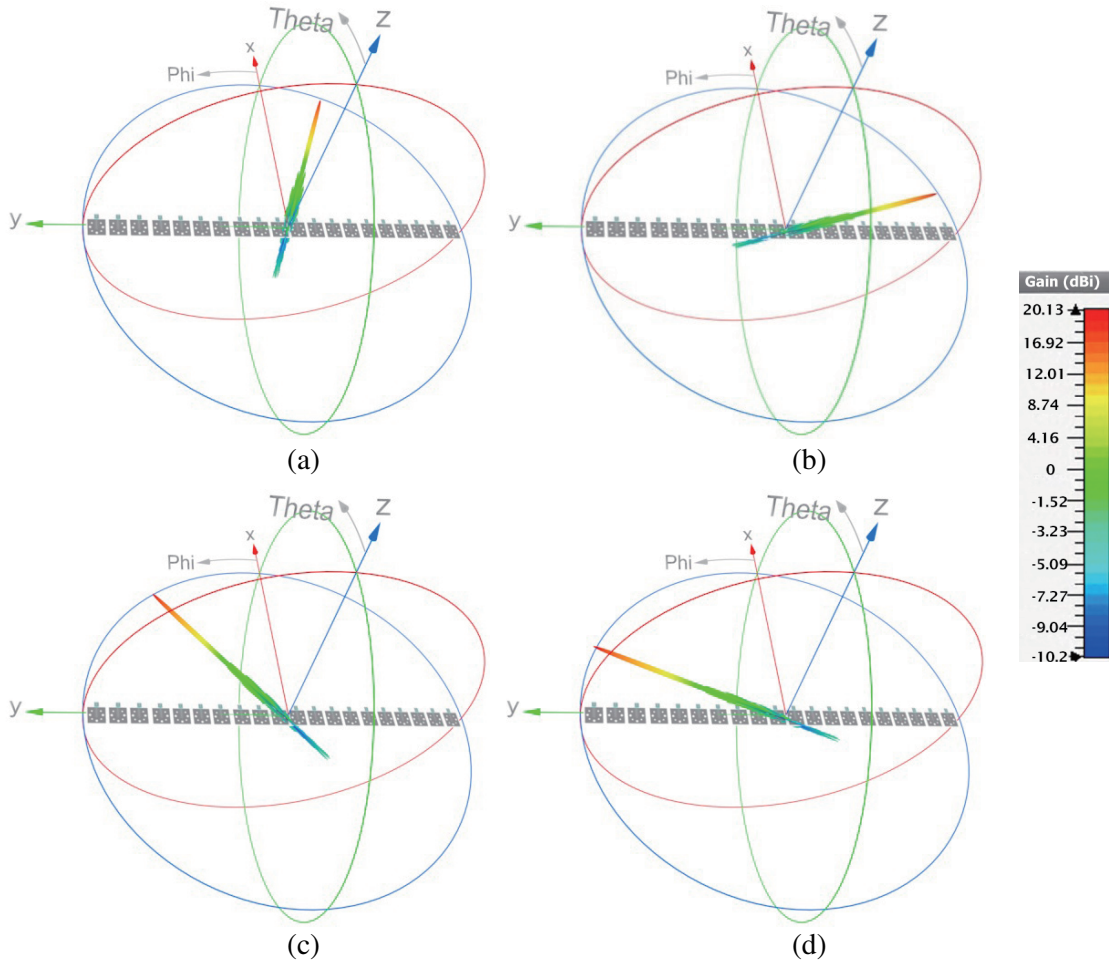 Theta
Z
x
Phi
y
(a)
Theta
Z
x
Phi
y
(b)
Theta
Z
x
Phi
y
(c)
Theta
Z
x
Phi
y
(d)
Gain (dBi)
20.13
16.92
12.01
8.74
4.16
0
-1.52
-3.23
-5.09
-7.27
-9.04
-10.2